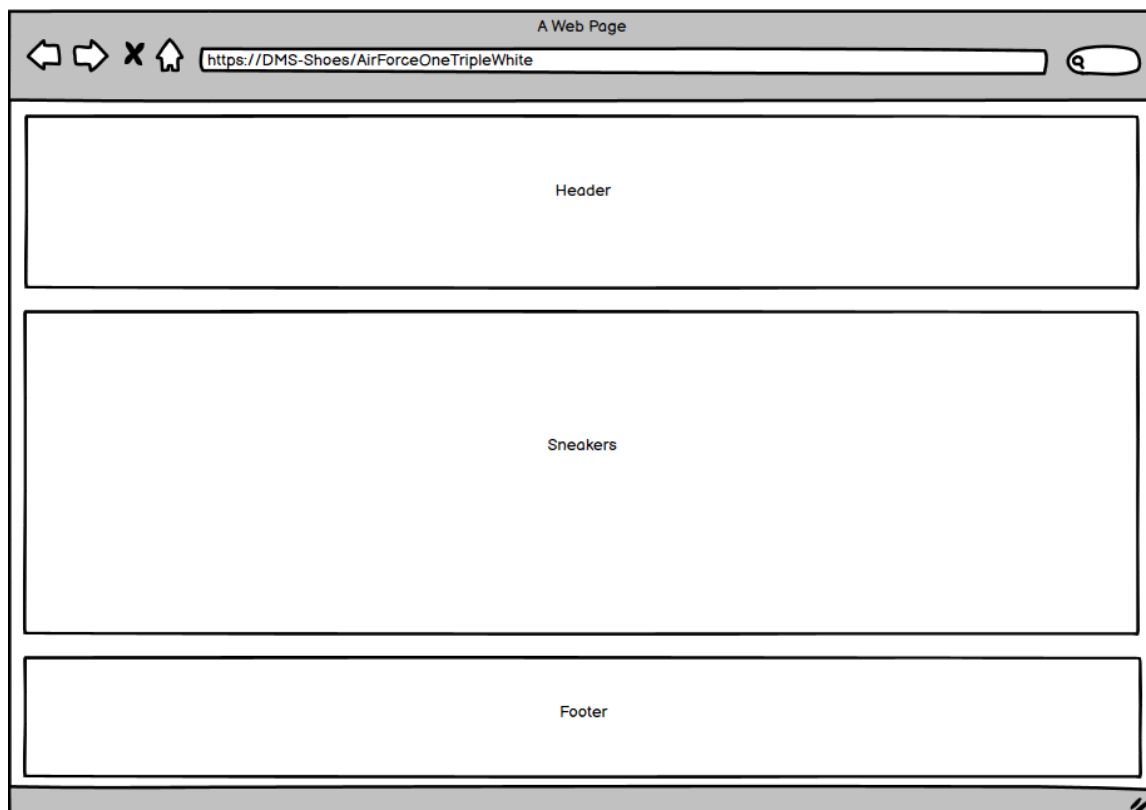 A Web Page
https://DMS-Shoes/AirForceOneTripleWhite
Header
Sneakers
Footer